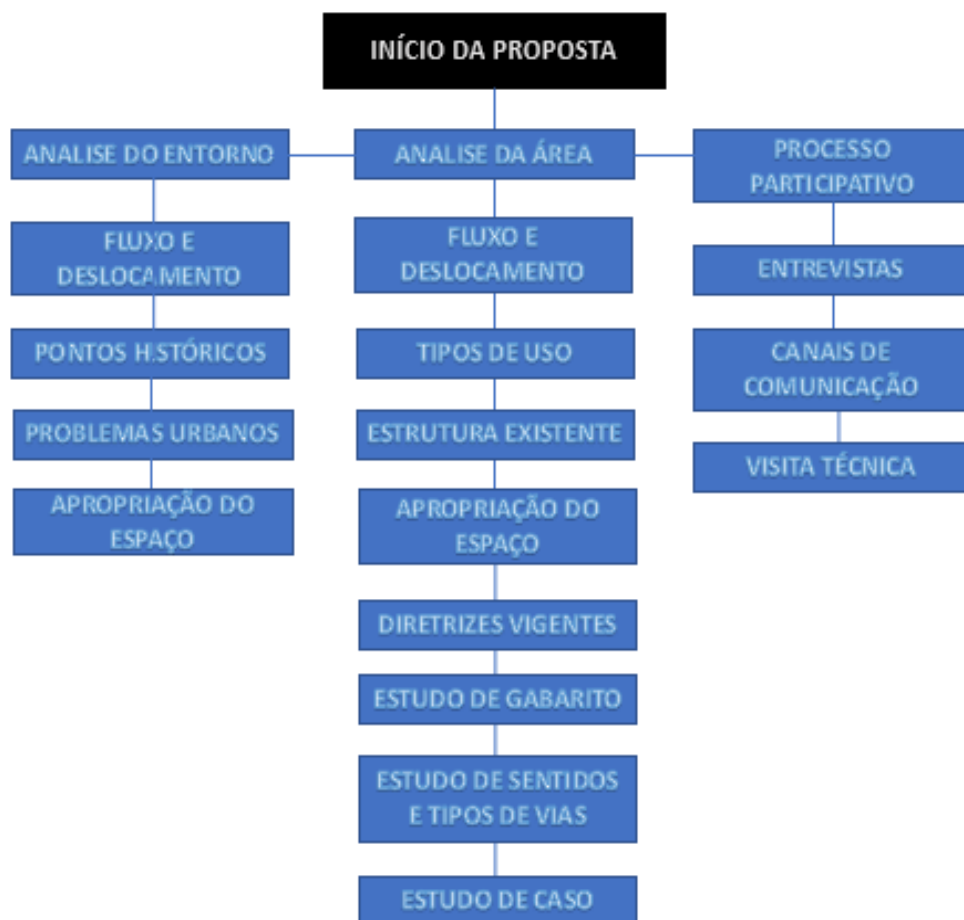 INÍCIO DA PROPOSTA
ANALISE DO ENTORNO
FLUXO E
DESLOCAMENTO
PONTOS HISTÓRICOS
PROBLEMAS URBANOS
APROPRIAÇÃO DO
ESPAÇO
ANALISE DA ÁREA
FLUXO E
DESLOCAMENTO
TIPOS DE USO
ESTRUTURA EXISTENTE
APROPRIAÇÃO DO
ESPAÇO
DIRETRIZES VIGENTES
ESTUDO DE GABARITO
ESTUDO DE SENTIDOS
E TIPOS DE VIAS
ESTUDO DE CASO
PROCESSO
PARTICIPATIVO
ENTREVISTAS
CANAIS DE
COMUNICAÇÃO
VISITA TÉCNICA